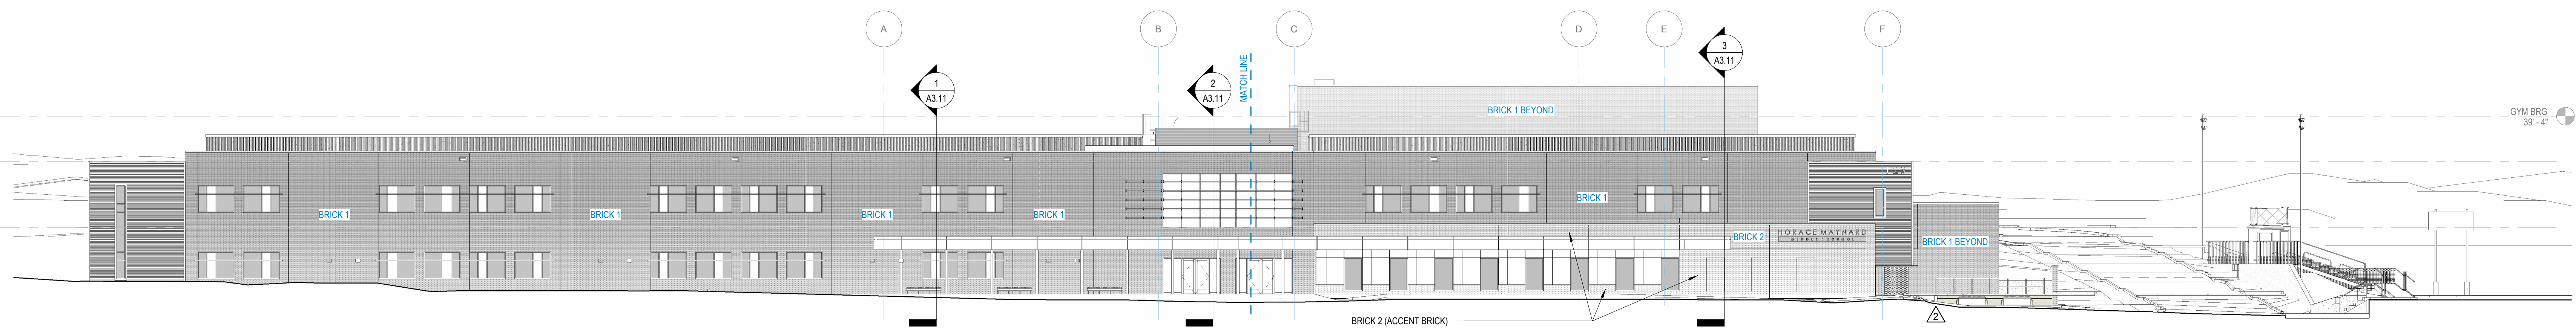 A
B
C
D
E
F
1
A3.11
2
A3.11
MATCH LINE
3
A3.11
BRICK 1 BEYOND
GYM BRG
39' - 4"
BRICK 1
BRICK 1
BRICK 1
BRICK 1
BRICK 1
BRICK 2
HORACE MAYNARD
MIDDLE SCHOOL
BRICK 1 BEYOND
BRICK 2 (ACCENT BRICK)
2